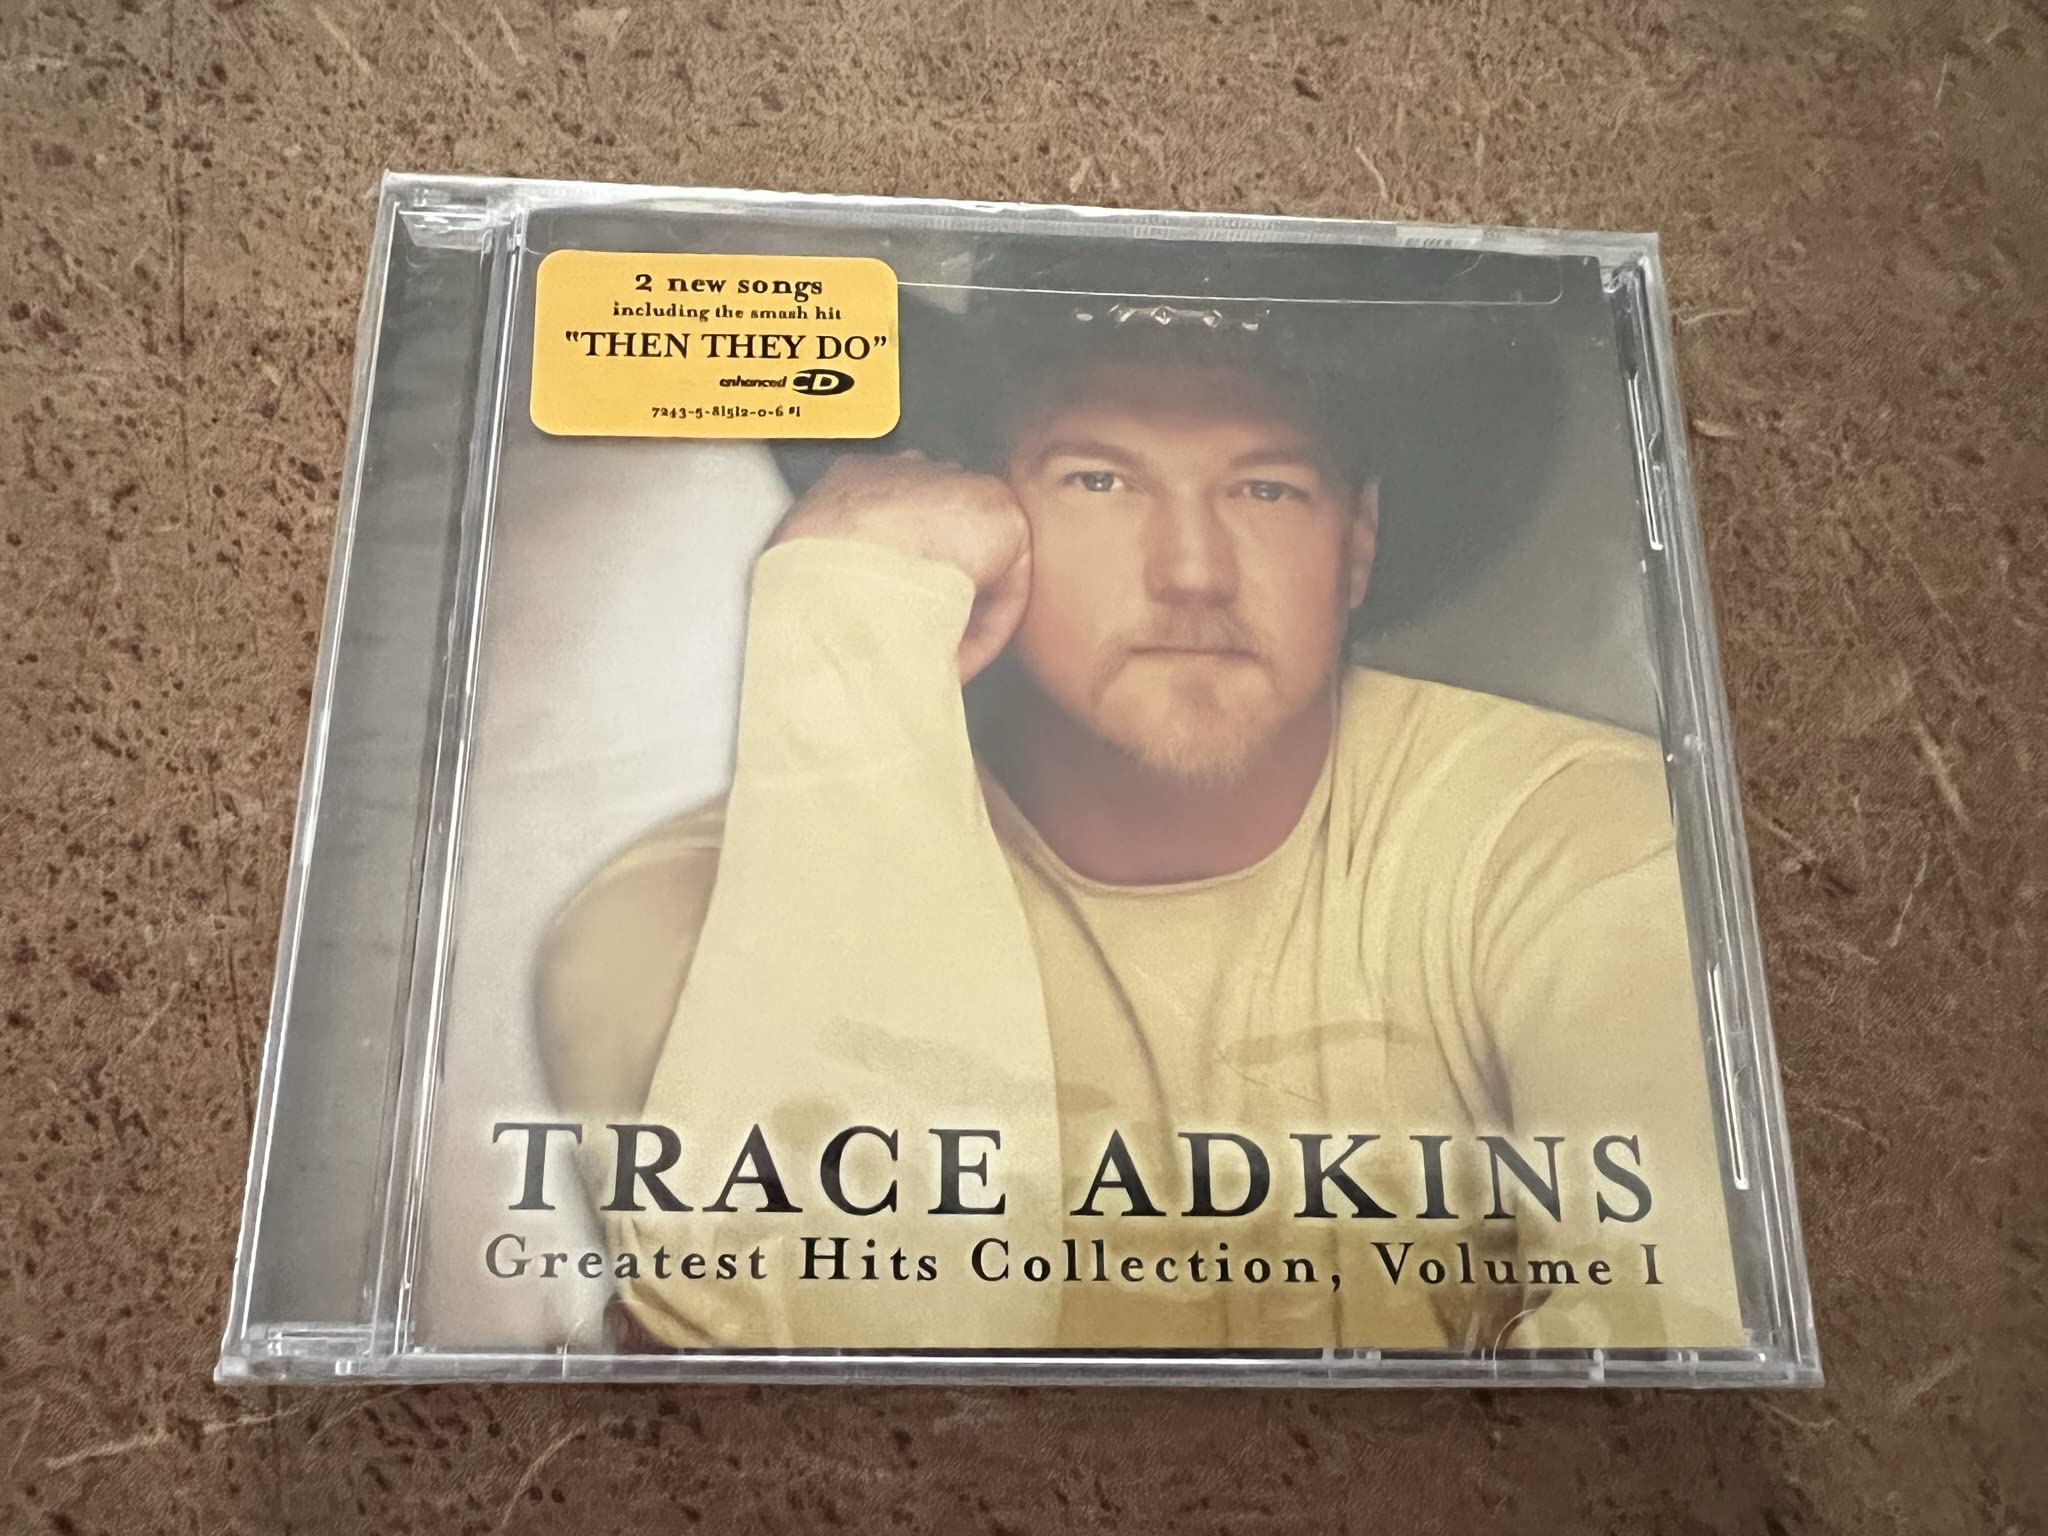 2 new songs
including the smash hit
"THEN THEY DO"
enhanced CD
7243-5-81512-0-6 #1
TRACE ADKINS
Greatest Hits Collection, Volume I